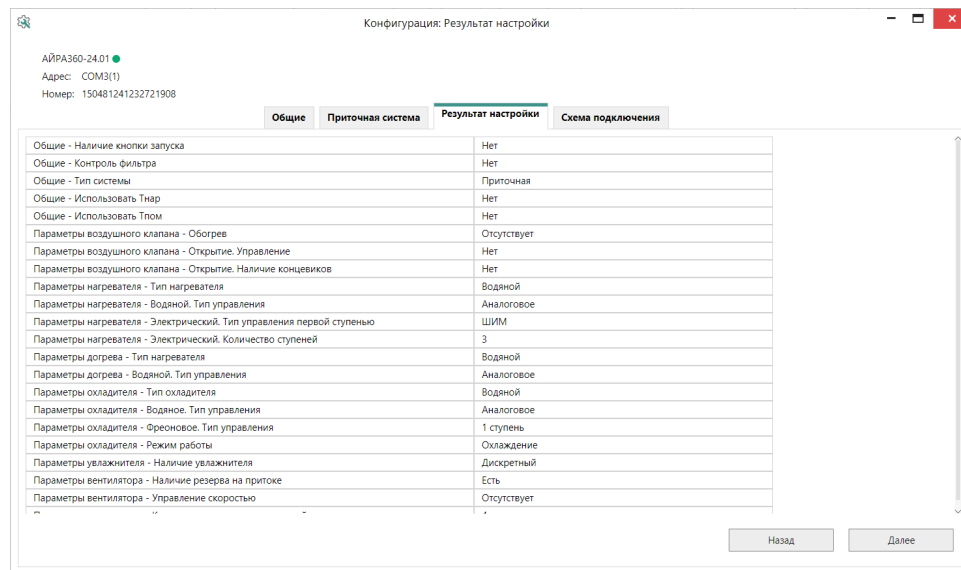 Конфигурация: Результат настройки
АЙРА360-24.01
Адрес: COM3(1)
Номер: 150481241232721908
Общие Приточная система Результат настройки Схема подключения
Общие - Наличие кнопки запуска Нет
Общие - Контроль фильтра Нет
Общие - Тип системы Приточная
Общие - Использовать Тнар Нет
Общие - Использовать Тпом Нет
Параметры воздушного клапана - Обогрев Отсутствует
Параметры воздушного клапана - Открытие. Управление Нет
Параметры воздушного клапана - Открытие. Наличие концевиков Нет
Параметры нагревателя - Тип нагревателя Водяной
Параметры нагревателя - Водяной. Тип управления Аналоговое
Параметры нагревателя - Электрический. Тип управления первой ступенью ШИМ
Параметры нагревателя - Электрический. Количество ступеней 3
Параметры догрева - Тип нагревателя Водяной
Параметры догрева - Водяной. Тип управления Аналоговое
Параметры охладителя - Тип охладителя Водяной
Параметры охладителя - Водяное. Тип управления Аналоговое
Параметры охладителя - Фреоновое. Тип управления 1 ступень
Параметры охладителя - Режим работы Охлаждение
Параметры увлажнителя - Наличие увлажнителя Дискретный
Параметры вентилятора - Наличие резерва на притоке Есть
Параметры вентилятора - Управление скоростью Отсутствует
Назад Далее